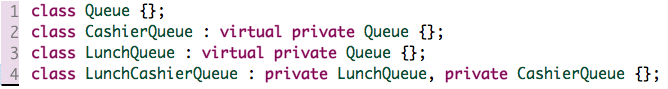 1 class Queue {};
2 class CashierQueue : virtual private Queue {};
3 class LunchQueue : virtual private Queue {};
4 class LunchCashierQueue : private LunchQueue, private CashierQueue {};